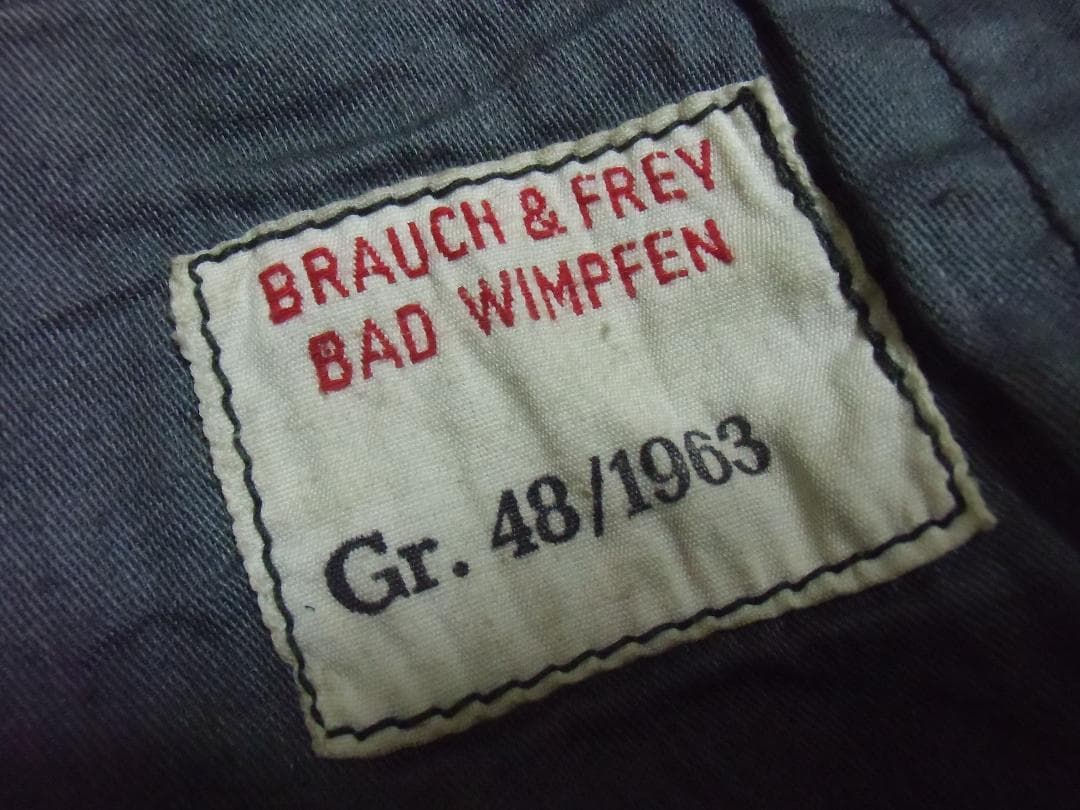 BRAUCH & FREY
BAD WIMPFEN
Gr. 48/1963